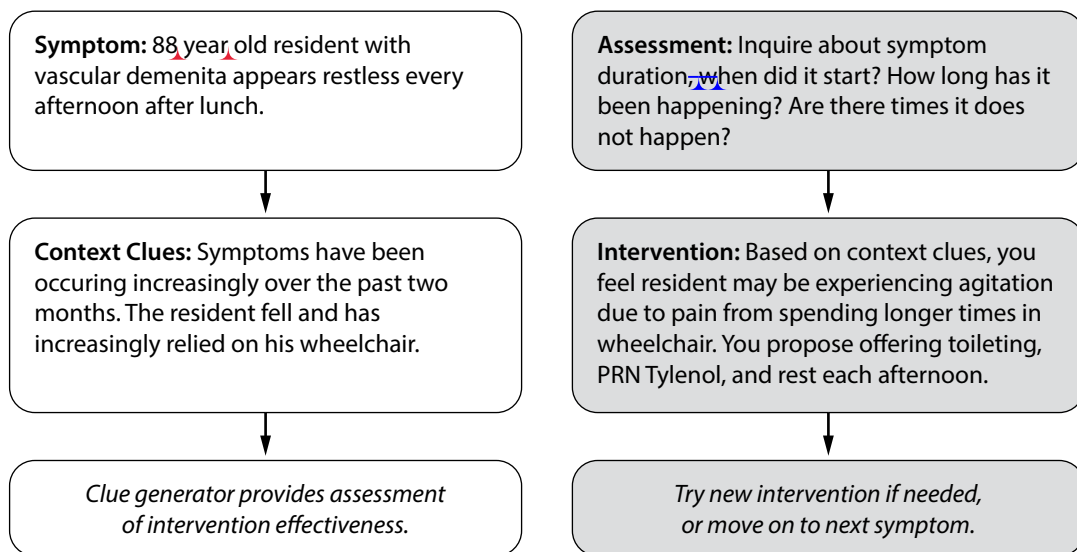 Symptom: 88 year old resident with
vascular demenita appears restless every
afternoon after lunch.
Assessment: Inquire about symptom
duration, when did it start? How long has it
been happening? Are there times it does
not happen?
Context Clues: Symptoms have been
occuring increasingly over the past two
months. The resident fell and has
increasingly relied on his wheelchair.
Intervention: Based on context clues, you
feel resident may be experiencing agitation
due to pain from spending longer times in
wheelchair. You propose offering toileting,
PRN Tylenol, and rest each afternoon.
Clue generator provides assessment
of intervention effectiveness.
Try new intervention if needed,
or move on to next symptom.